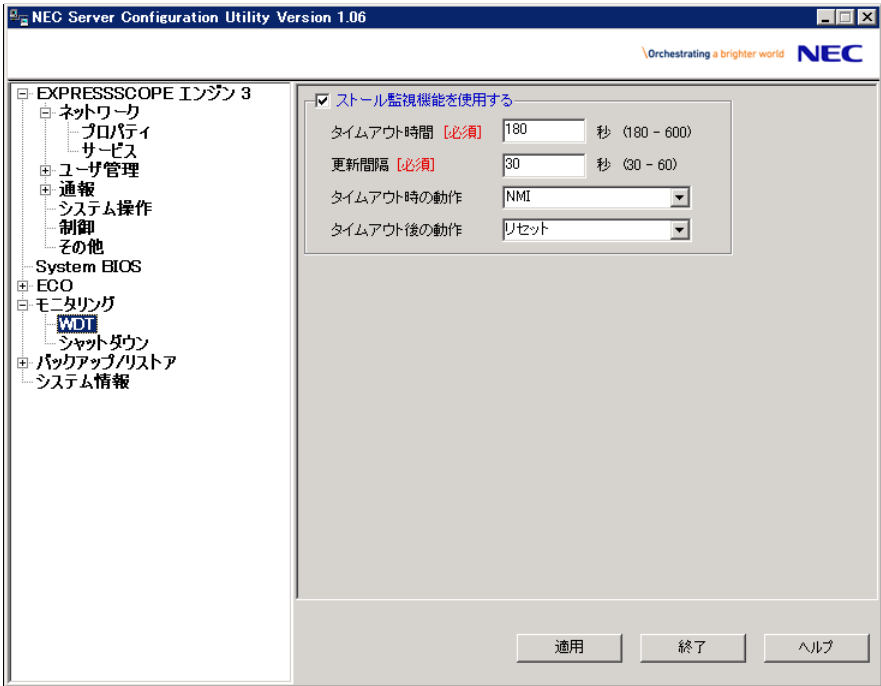 NEC Server Configuration Utility Version 1.06
\Orchestrating a brighter world NEC
EXPRESSSCOPE エンジン 3
ネットワーク
プロパティ
サービス
ユーザ管理
通報
システム操作
制御
その他
System BIOS
ECO
モニタリング
WDT
シャットダウン
バックアップ/リストア
システム情報
ストール監視機能を使用する
タイムアウト時間 [必須] 180 秒 (180 - 600)
更新間隔 [必須] 30 秒 (30 - 60)
タイムアウト時の動作 NMI
タイムアウト後の動作 リセット
適用 終了 ヘルプ